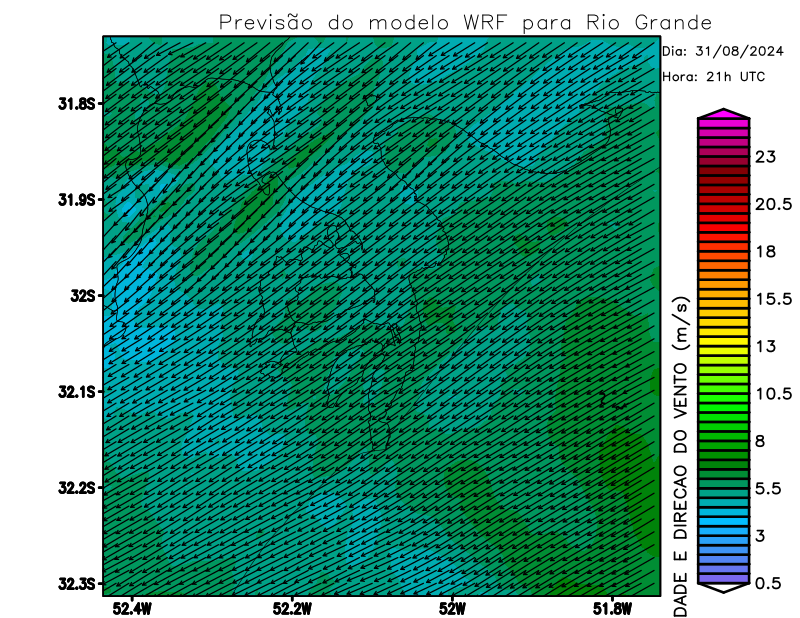 Previsão do modelo WRF para Rio Grande
Dia: 31/08/2024
Hora: 21h UTC
31.8S
31.9S
32S
32.1S
32.2S
32.3S
52.4W
52.2W
52W
51.8W
23
20.5
18
15.5
13
10.5
8
5.5
3
0.5
DADE E DIRECAO DO VENTO (m/s)